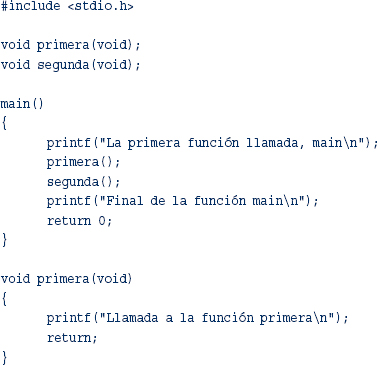 #include <stdio.h>
void primera(void);
void segunda(void);
main()
{
printf("La primera función llamada, main\n");
primera();
segunda();
printf("Final de la función main\n");
return 0;
}
void primera(void)
{
printf("Llamada a la función primera\n");
return;
}